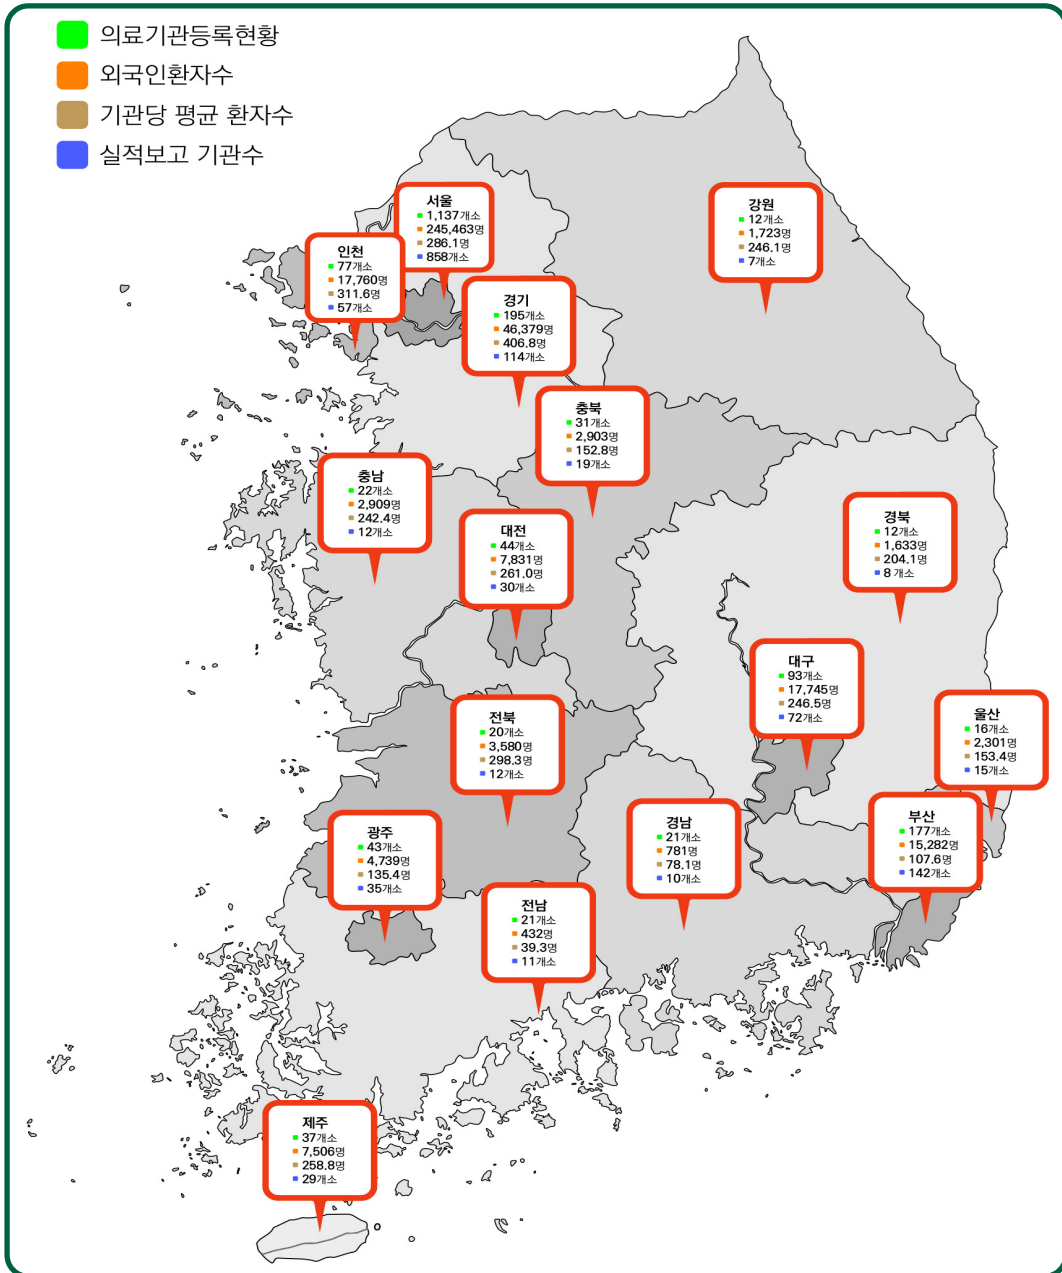 의료기관등록현황
외국인환자수
기관당 평균 환자수
실적보고 기관수
서울
1,137개소
245,463명
286.1명
858개소
강원
12개소
1,723명
246.1명
7개소
인천
77개소
17,760명
311.6명
57개소
경기
195개소
46,379명
406.8명
114개소
충북
31개소
2,903명
152.8명
19개소
충남
22개소
2,909명
242.4명
12개소
경북
12개소
1,633명
204.1명
8 개소
대전
44개소
7,831명
261.0명
30개소
대구
93개소
17,745명
246.5명
72개소
울산
16개소
2,301명
153.4명
15개소
전북
20개소
3,580명
298.3명
12개소
경남
21개소
781명
78.1명
10개소
부산
177개소
15,282명
107.6명
142개소
광주
43개소
4,739명
135.4명
35개소
전남
21개소
432명
39.3명
11개소
제주
37개소
7,506명
258.8명
29개소